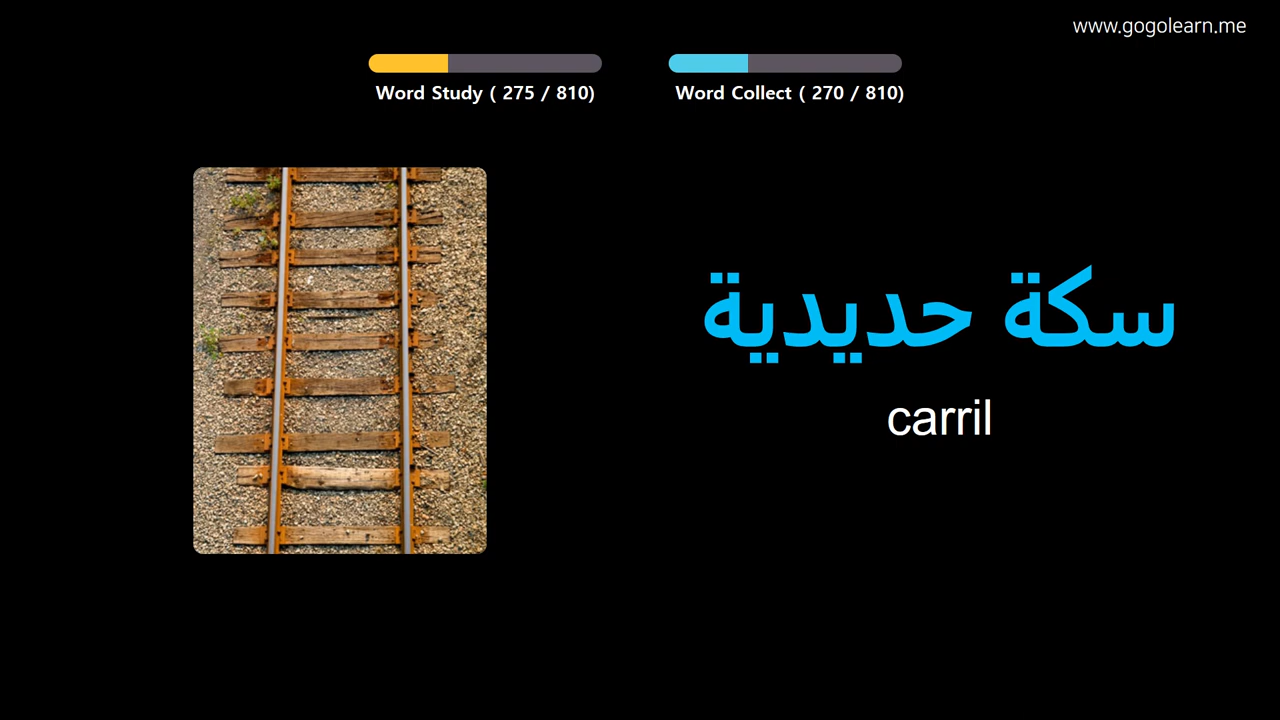 www.gogolearn.me
Word Study ( 275 / 810)
Word Collect ( 270 / 810)
سكة حديدية
carril